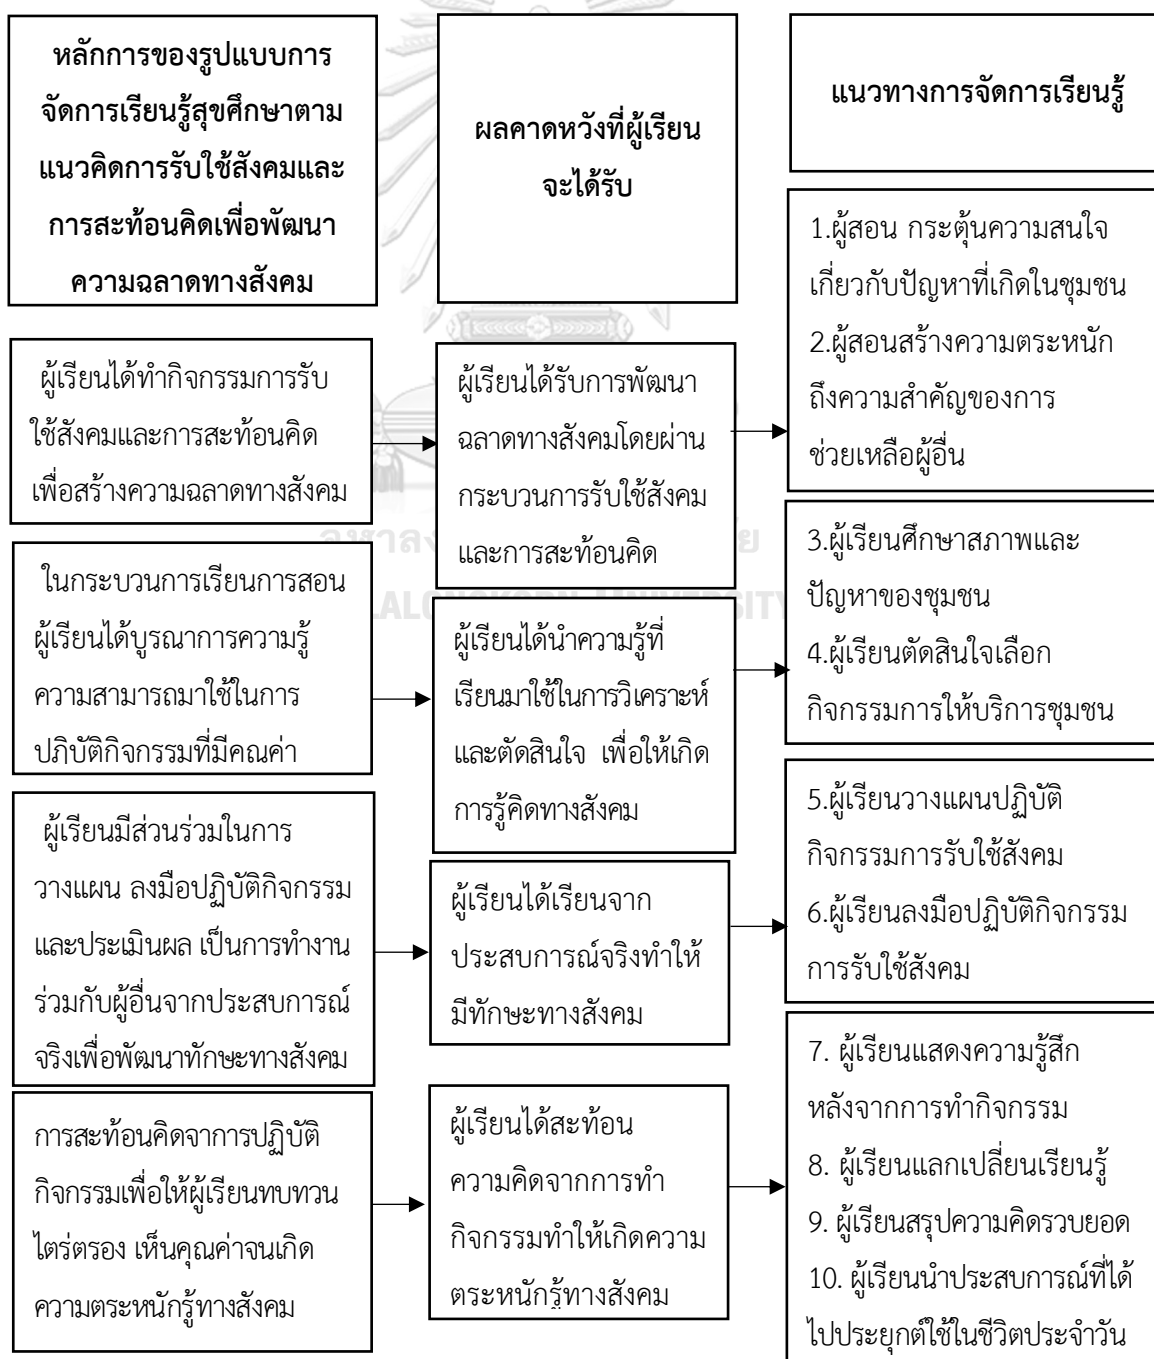 หลักการของรูปแบบการ
จัดการเรียนรู้สุขศึกษาตาม
แนวคิดการรับใช้สังคมและ
การสะท้อนคิดเพื่อพัฒนา
ความฉลาดทางสังคม
ผลคาดหวังที่ผู้เรียน
จะได้รับ
แนวทางการจัดการเรียนรู้
ผู้เรียนได้ทำกิจกรรมการรับ
ใช้สังคมและการสะท้อนคิด
เพื่อสร้างความฉลาดทางสังคม
ผู้เรียนได้รับการพัฒนา
ฉลาดทางสังคมโดยผ่าน
กระบวนการรับใช้สังคม
และการสะท้อนคิด
1.ผู้สอน กระตุ้นความสนใจ
เกี่ยวกับปัญหาที่เกิดในชุมชน
2.ผู้สอนสร้างความตระหนัก
ถึงความสำคัญของการ
ช่วยเหลือผู้อื่น
ในกระบวนการเรียนการสอน
ผู้เรียนได้บูรณาการความรู้
ความสามารถมาใช้ในการ
ปฏิบัติกิจกรรมที่มีคุณค่า
ผู้เรียนได้นำความรู้ที่
เรียนมาใช้ในการวิเคราะห์
และตัดสินใจ เพื่อให้เกิด
การรู้คิดทางสังคม
3.ผู้เรียนศึกษาสภาพและ
ปัญหาของชุมชน
4.ผู้เรียนตัดสินใจเลือก
กิจกรรมการให้บริการชุมชน
ผู้เรียนมีส่วนร่วมในการ
วางแผน ลงมือปฏิบัติกิจกรรม
และประเมินผล เป็นการทำงาน
ร่วมกับผู้อื่นจากประสบการณ์
จริงเพื่อพัฒนาทักษะทางสังคม
ผู้เรียนได้เรียนจาก
ประสบการณ์จริงทำให้
มีทักษะทางสังคม
5.ผู้เรียนวางแผนปฏิบัติ
กิจกรรมการรับใช้สังคม
6.ผู้เรียนลงมือปฏิบัติกิจกรรม
การรับใช้สังคม
การสะท้อนคิดจาการปฏิบัติ
กิจกรรมเพื่อให้ผู้เรียนทบทวน
ไตร่ตรอง เห็นคุณค่าจนเกิด
ความตระหนักรู้ทางสังคม
ผู้เรียนได้สะท้อน
ความคิดจากการทำ
กิจกรรมทำให้เกิดความ
ตระหนักรู้ทางสังคม
7. ผู้เรียนแสดงความรู้สึก
หลังจากการทำกิจกรรม
8. ผู้เรียนแลกเปลี่ยนเรียนรู้
9. ผู้เรียนสรุปความคิดรวบยอด
10. ผู้เรียนนำประสบการณ์ที่ได้
ไปประยุกต์ใช้ในชีวิตประจำวัน